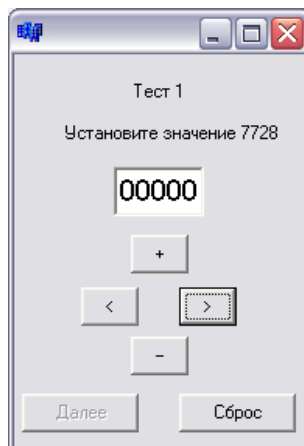 Тест 1
Установите значение 7728
00000
+
< >
-
Далее Сброс